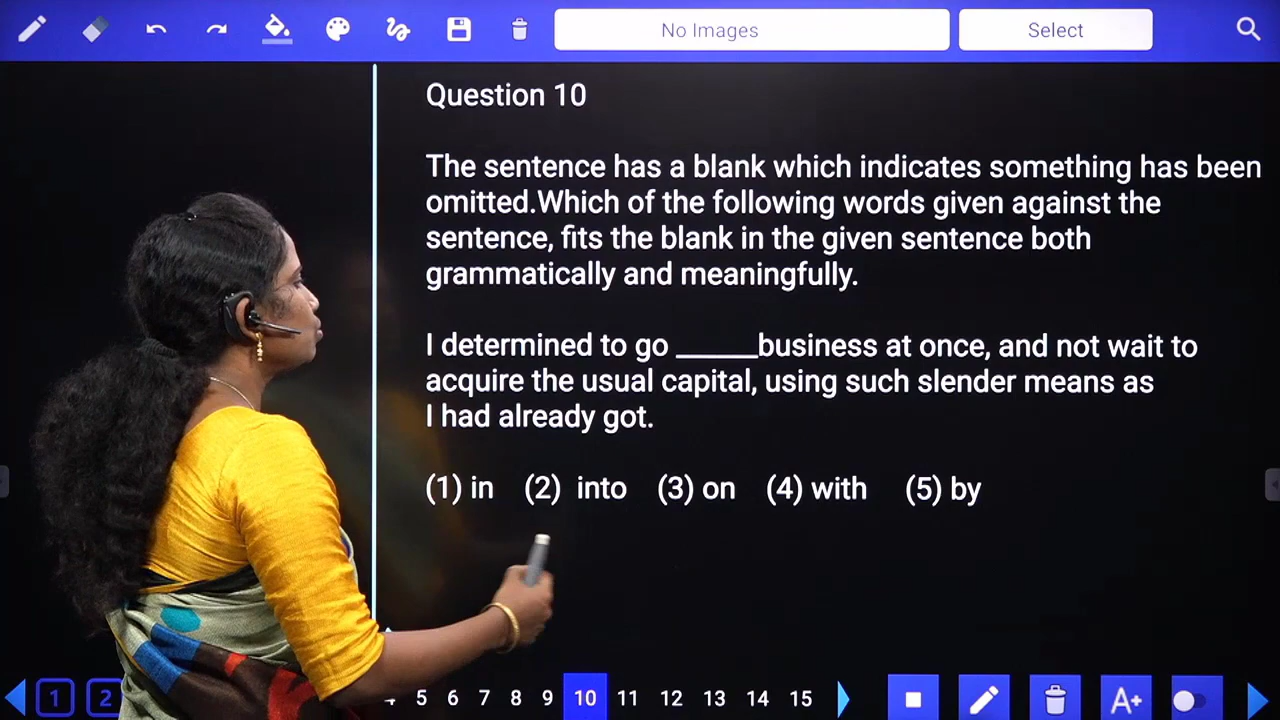 No Images
Select
Question 10
The sentence has a blank which indicates something has been
omitted.Which of the following words given against the
sentence, fits the blank in the given sentence both
grammatically and meaningfully.
I determined to go ______business at once, and not wait to
acquire the usual capital, using such slender means as
I had already got.
(1) in (2) into (3) on (4) with (5) by
1 2 5 6 7 8 9 10 11 12 13 14 15
A+